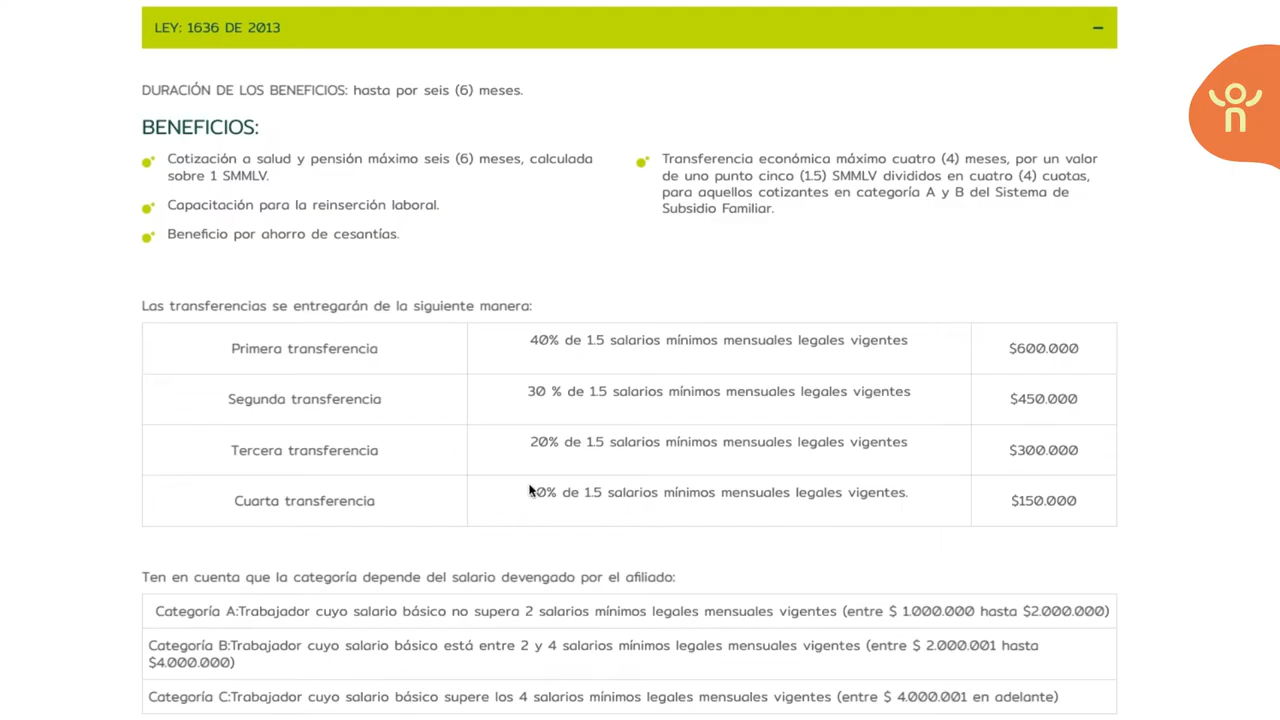 LEY: 1636 DE 2013
DURACIÓN DE LOS BENEFICIOS: hasta por seis (6) meses.
BENEFICIOS:
Cotización a salud y pensión máximo seis (6) meses, calculada
sobre 1 SMMLV.
Capacitación para la reinserción laboral.
Beneficio por ahorro de cesantías.
Transferencia económica máximo cuatro (4) meses, por un valor
de uno punto cinco (1.5) SMMLV divididos en cuatro (4) cuotas,
para aquellos cotizantes en categoría A y B del Sistema de
Subsidio Familiar.
Las transferencias se entregarán de la siguiente manera:
Primera transferencia
40% de 1.5 salarios mínimos mensuales legales vigentes
$600.000
Segunda transferencia
30 % de 1.5 salarios mínimos mensuales legales vigentes
$450.000
Tercera transferencia
20% de 1.5 salarios mínimos mensuales legales vigentes
$300.000
Cuarta transferencia
de 1.5 salarios mínimos mensuales legales vigentes.
$150.000
Ten en cuenta que la categoría depende del salario devengado por el afiliado:
Categoría A:Trabajador cuyo salario básico no supera 2 salarios mínimos legales mensuales vigentes (entre $ 1.000.000 hasta $2.000.000)
Categoría B:Trabajador cuyo salario básico está entre 2 y 4 salarios mínimos legales mensuales vigentes (entre $ 2.000.001 hasta
$4.000.000)
Categoría C:Trabajador cuyo salario básico supere los 4 salarios mínimos legales mensuales vigentes (entre $ 4.000.001 en adelante)